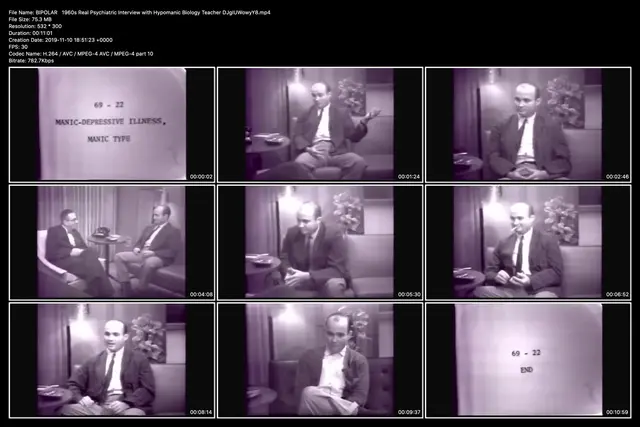 File Name: BIPOLAR 1960s Real Psychiatric Interview with Hypomanic Biology Teacher DJgIUWowyY8.mp4
File Size: 75.3 MB
Resolution: 532 * 300
Duration: 00:11:01
Creation Date: 2019-11-10 18:51:23 +0000
FPS: 30
Codec Name: H.264 / AVC / MPEG-4 AVC / MPEG-4 part 10
Bitrate: 782.7Kbps
69 - 22
MANIC-DEPRESSIVE ILLNESS,
MANIC TYPE
00:00:02
00:01:24
00:02:46
00:04:08
00:05:30
00:06:52
00:08:14
00:09:37
69 - 22
END
00:10:59